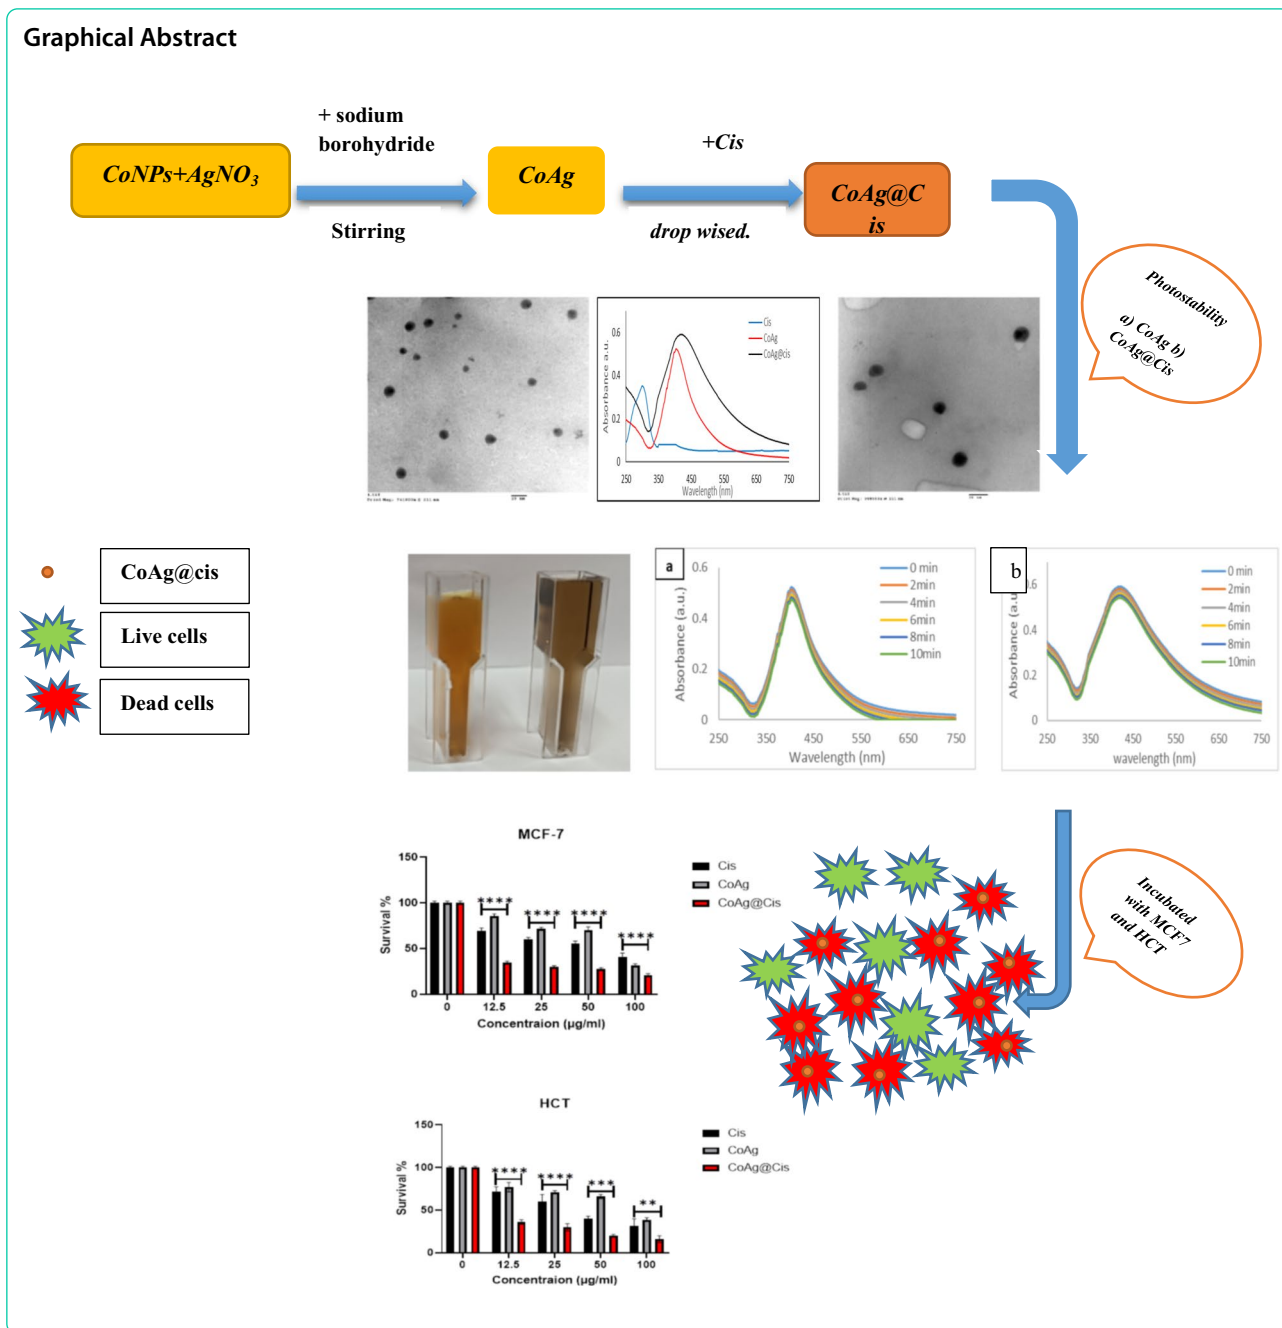 Graphical Abstract
+ sodium
borohydride
+Cis
CoNPs+AgNO3
CoAg
CoAg@C
is
Stirring
drop wised.
Photostability
a) CoAg b)
CoAg@Cis
Cis
CoAg
CoAg@cis
Absorbance a.u.
0.6
0.4
0.2
0
250 350 450 550 650 750
Wavelength (nm)
CoAg@cis
Live cells
Dead cells
a
Absorbance (a.u.)
0.6
0.4
0.2
0
0 min
2min
4min
6min
8min
10min
250 350 450 550 650 750
Wavelength (nm)
b
Absorbance (a.u.)
0.6
0.4
0.2
0
0 min
2min
4min
6min
8min
10min
250 350 450 550 650 750
wavelength (nm)
MCF-7
Survival %
150
100
50
0
**** **** **** ****
0 12.5 25 50 100
Concentraion (µg/ml)
Cis
CoAg
CoAg@Cis
Incubated
with MCF7
and HCT
HCT
Survival %
150
100
50
0
**** **** *** **
0 12.5 25 50 100
Concentraion (µg/ml)
Cis
CoAg
CoAg@Cis